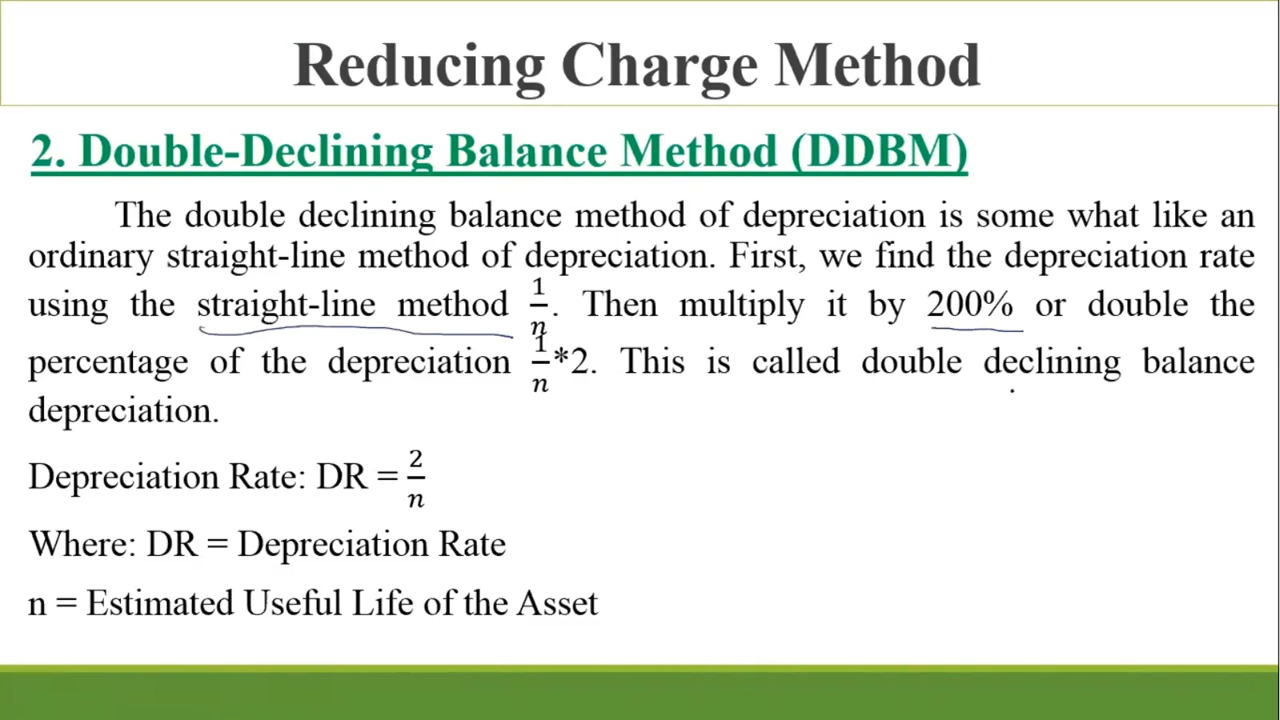 Reducing Charge Method
2. Double-Declining Balance Method (DDBM)
The double declining balance method of depreciation is some what like an
ordinary straight-line method of depreciation. First, we find the depreciation rate
using the straight-line method 1/n. Then multiply it by 200% or double the
percentage of the depreciation 1/n*2. This is called double declining balance
depreciation.
Depreciation Rate: DR = 2/n
Where: DR = Depreciation Rate
n = Estimated Useful Life of the Asset